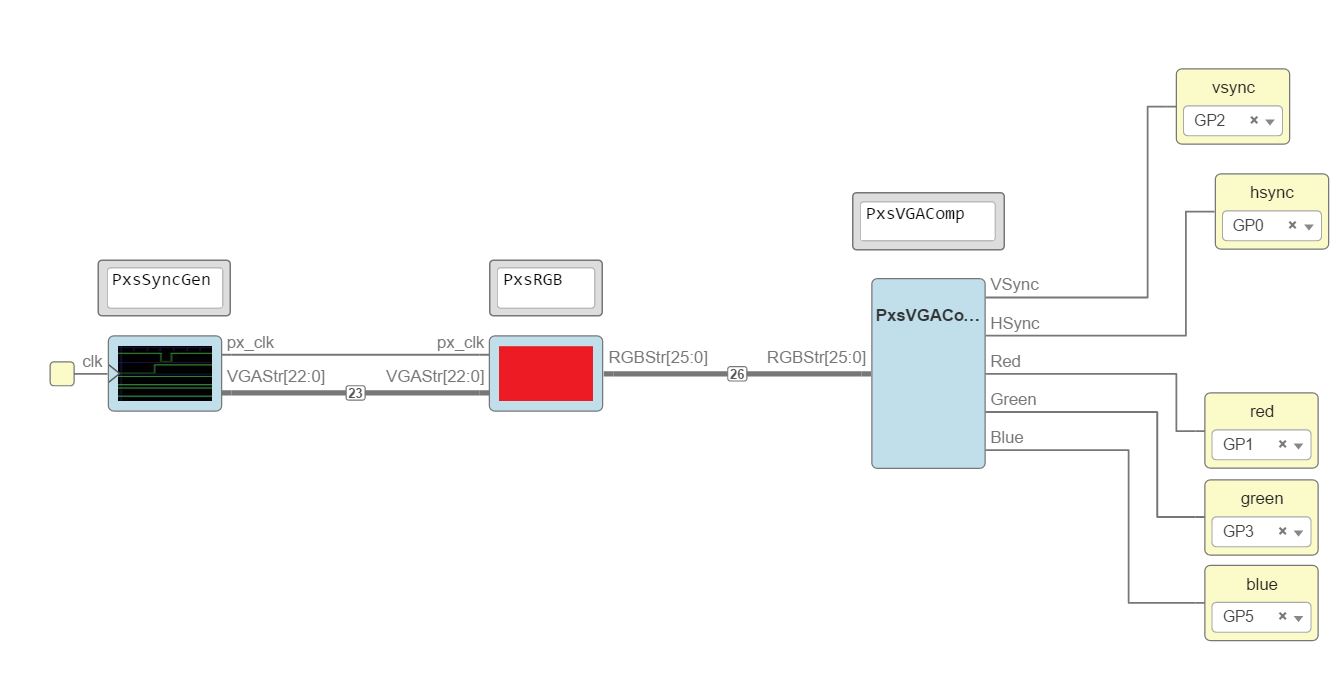 vsync
GP2
hsync
GP0
PxsVGAComp
PxsSyncGen
PxsRGB
clk
px_clk
px_clk
VGAStr[22:0]
23
VGAStr[22:0]
RGBStr[25:0]
26
RGBStr[25:0]
PxsVGACo...
VSync
HSync
Red
Green
Blue
red
GP1
green
GP3
blue
GP5